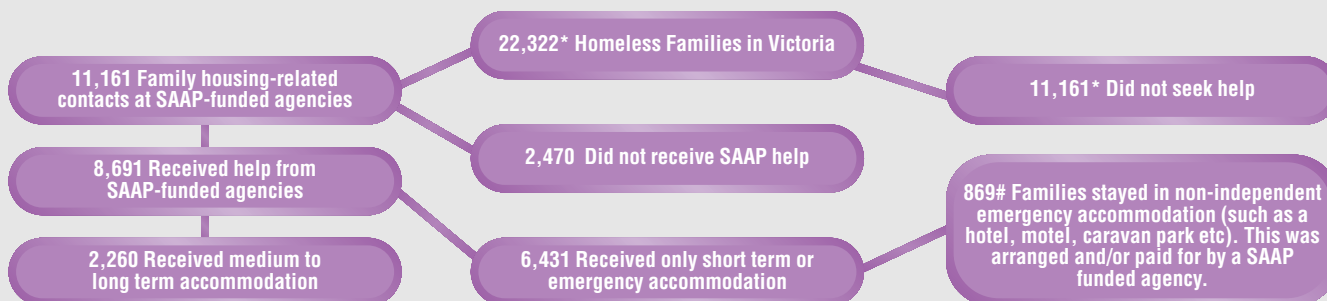 22,322* Homeless Families in Victoria
11,161 Family housing-related
contacts at SAAP-funded agencies
11,161* Did not seek help
2,470 Did not receive SAAP help
8,691 Received help from
SAAP-funded agencies
869# Families stayed in non-independent
emergency accommodation (such as a
hotel, motel, caravan park etc). This was
arranged and/or paid for by a SAAP
funded agency.
2,260 Received medium to
long term accommodation
6,431 Received only short term or
emergency accommodation